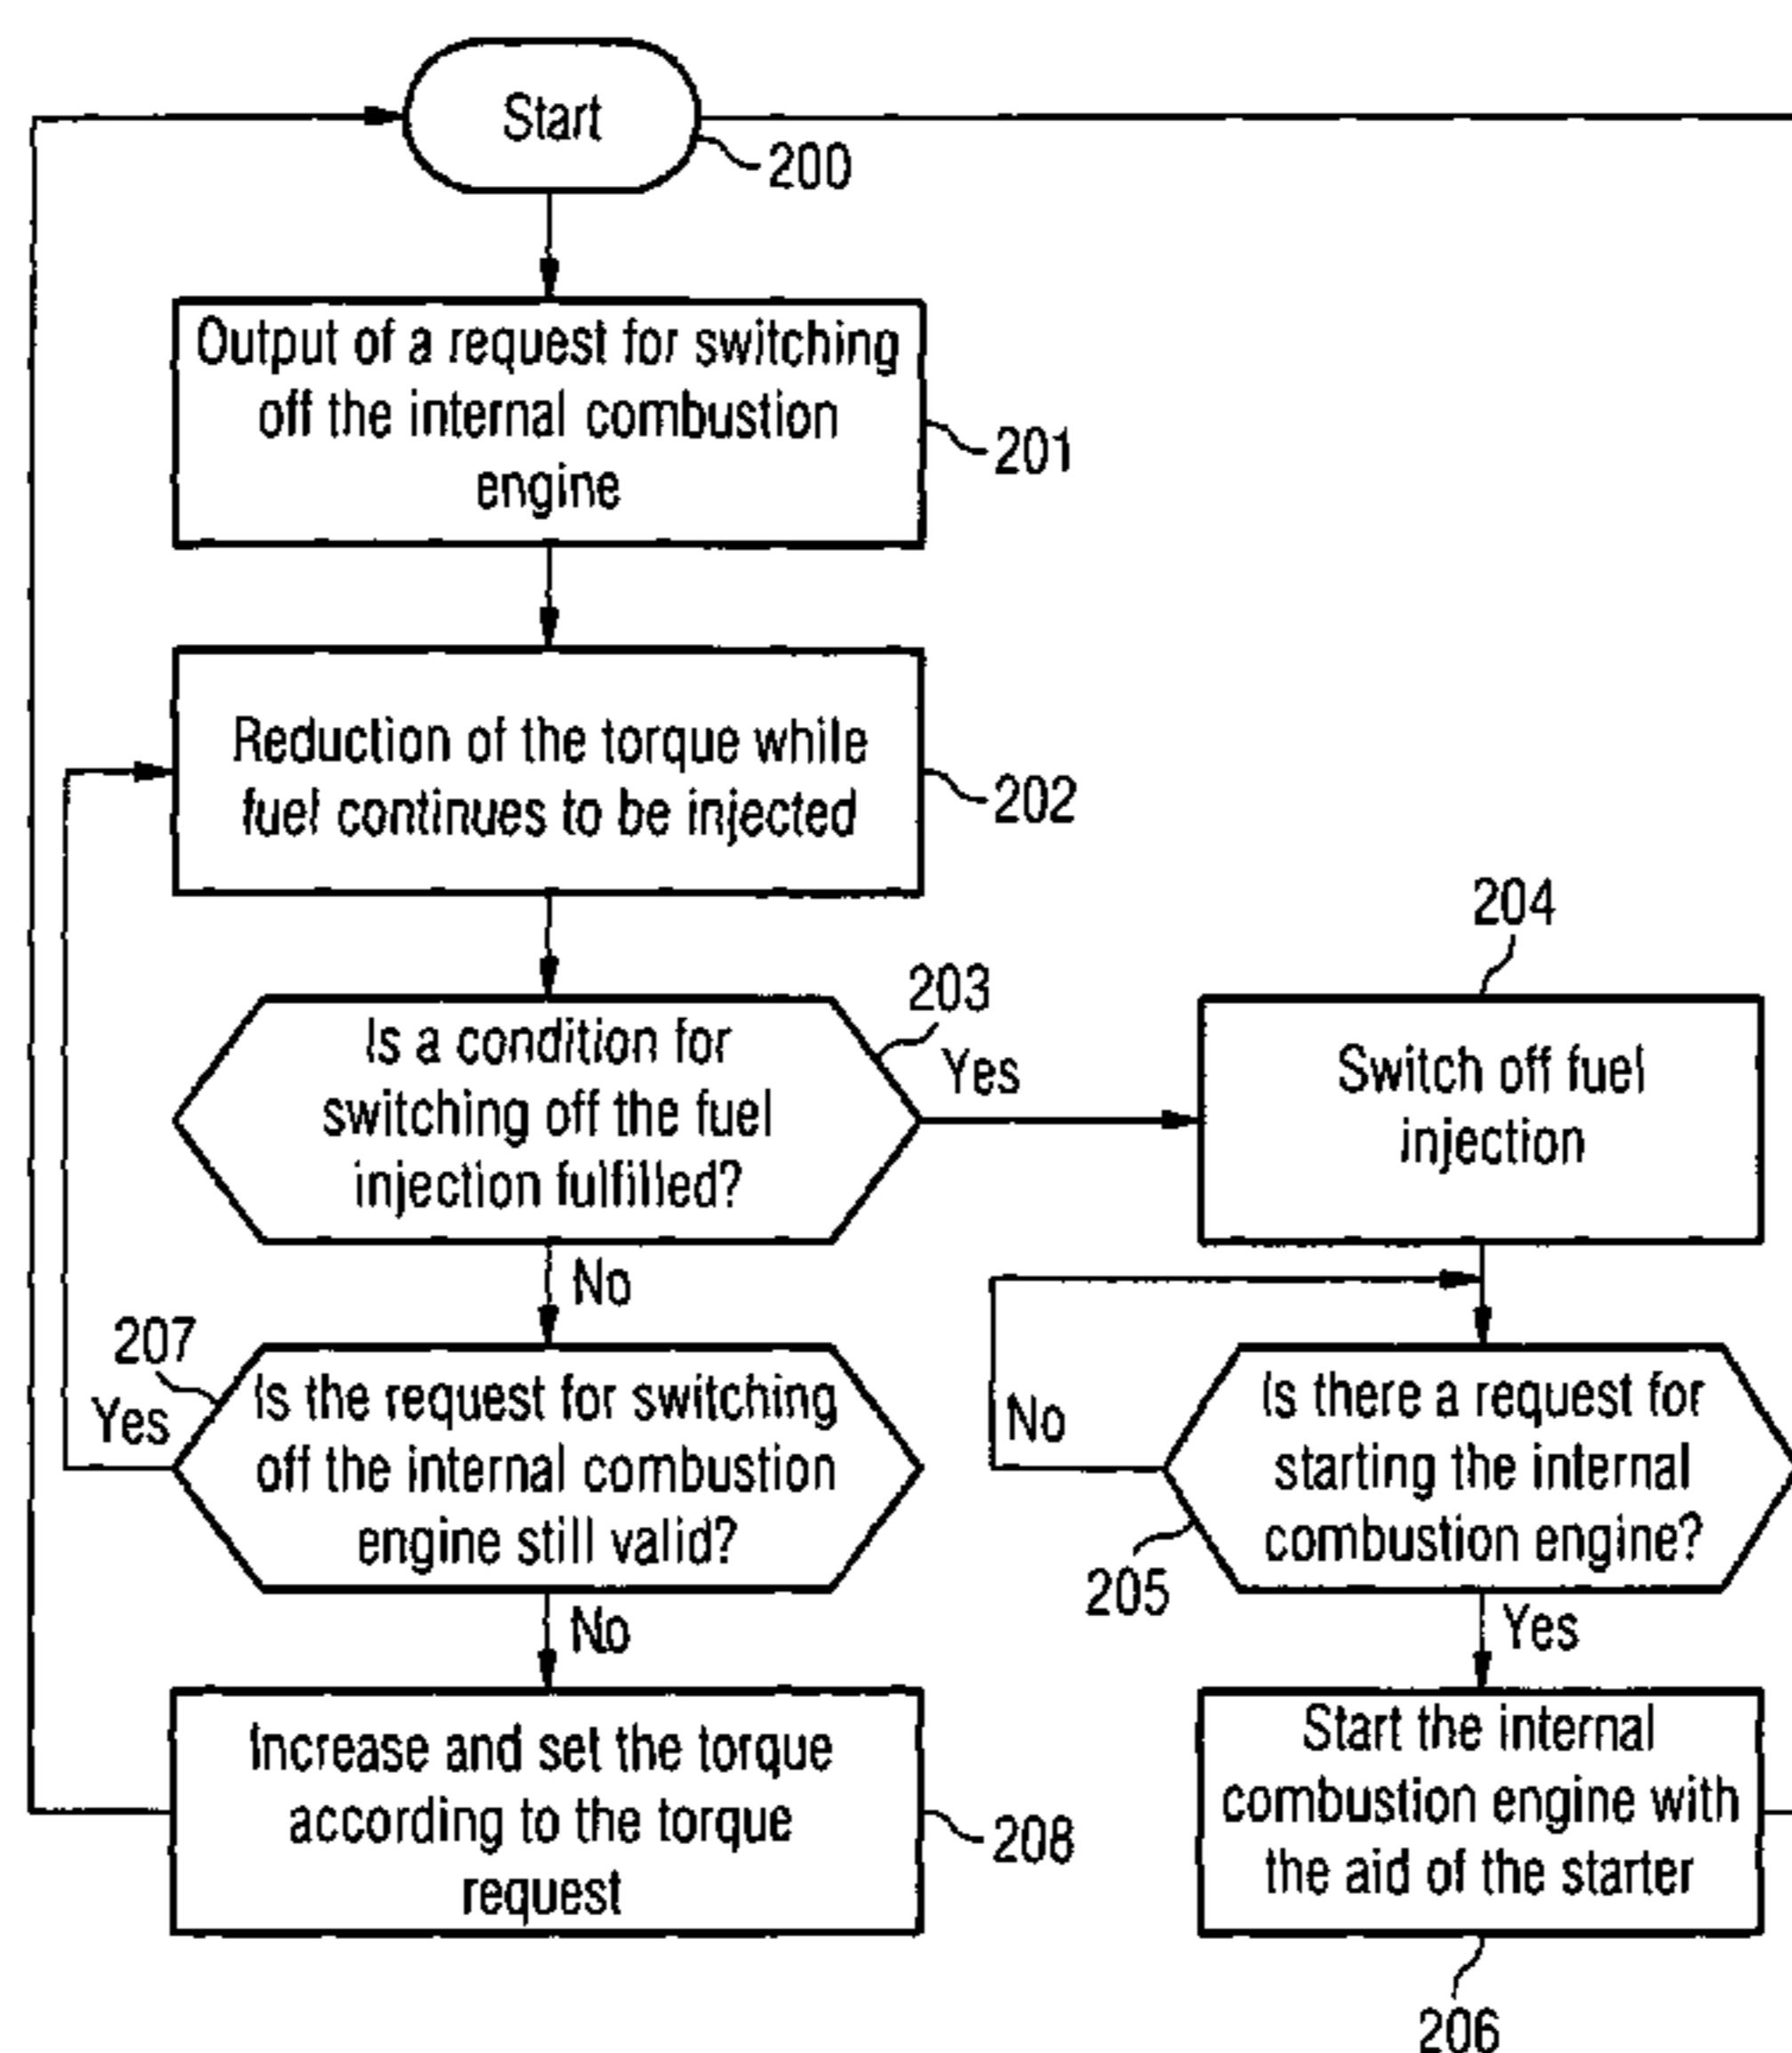 Start
200
Output of a request for switching
off the internal combustion
engine
201
Reduction of the torque while
fuel continues to be injected
202
204
203
Is a condition for
switching off the fuel
injection fulfilled?
Yes
Switch off fuel
injection
No
207
Yes
Is the request for switching
off the internal combustion
engine still valid?
No
Is there a request for
starting the internal
combustion engine?
205
No
Yes
Increase and set the torque
according to the torque
request
208
Start the internal
combustion engine with
the aid of the starter
206